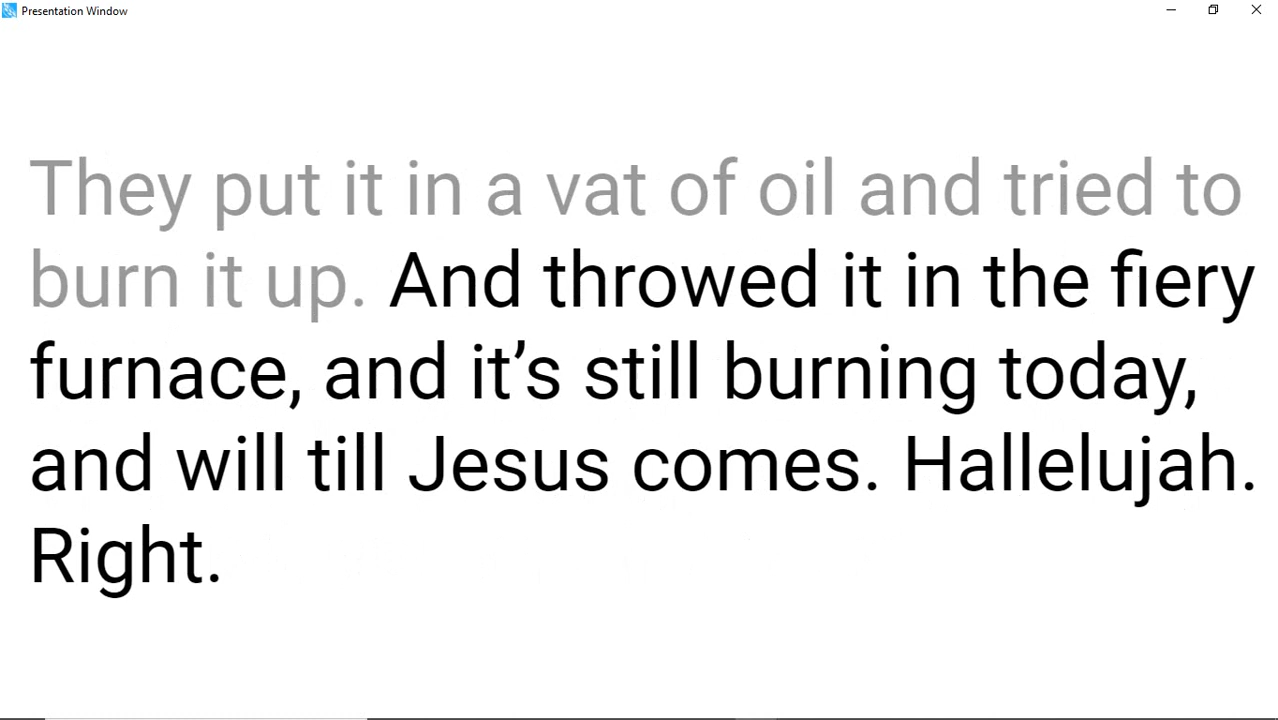 Presentation Window
They put it in a vat of oil and tried to
burn it up. And throwed it in the fiery
furnace, and it’s still burning today,
and will till Jesus comes. Hallelujah.
Right.